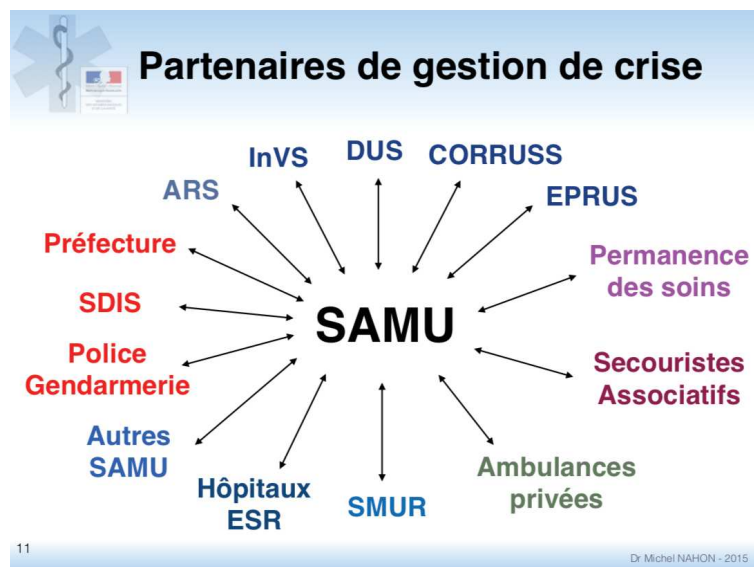 Partenaires de gestion de crise
InVS
DUS
CORRUSS
ARS
EPRUS
Préfecture
Permanence
des soins
SDIS
SAMU
Police
Gendarmerie
Secouristes
Associatifs
Autres
SAMU
Ambulances
privées
Hôpitaux
ESR
SMUR
11
Dr Michel NAHON - 2015